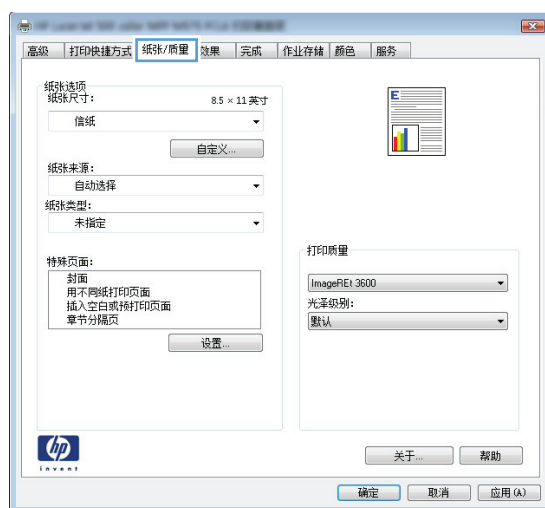 高级 打印快捷方式 纸张/质量 效果 完成 作业存储 颜色 服务
纸张选项
纸张尺寸: 8.5 × 11 英寸
信纸
自定义...
纸张来源:
自动选择
纸张类型:
未指定
特殊页面:
封面
用不同纸打印页面
插入空白或预打印页面
章节分隔页
设置...
E
打印质量
ImageREt 3600
光泽级别:
默认
hp
invent
关于... 帮助
确定 取消 应用(A)